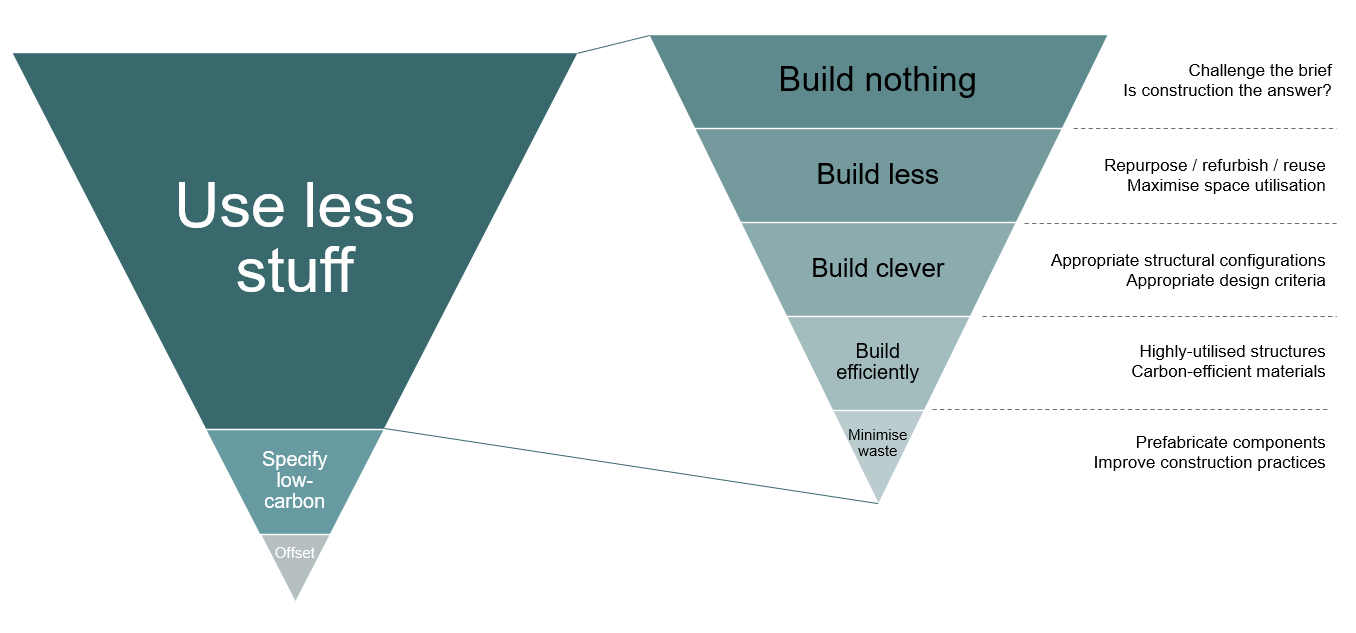 Use less
stuff
Specify
low-
carbon
Offset
Build nothing
Challenge the brief
Is construction the answer?
Build less
Repurpose / refurbish / reuse
Maximise space utilisation
Build clever
Appropriate structural configurations
Appropriate design criteria
Build
efficiently
Highly-utilised structures
Carbon-efficient materials
Minimise
waste
Prefabricate components
Improve construction practices